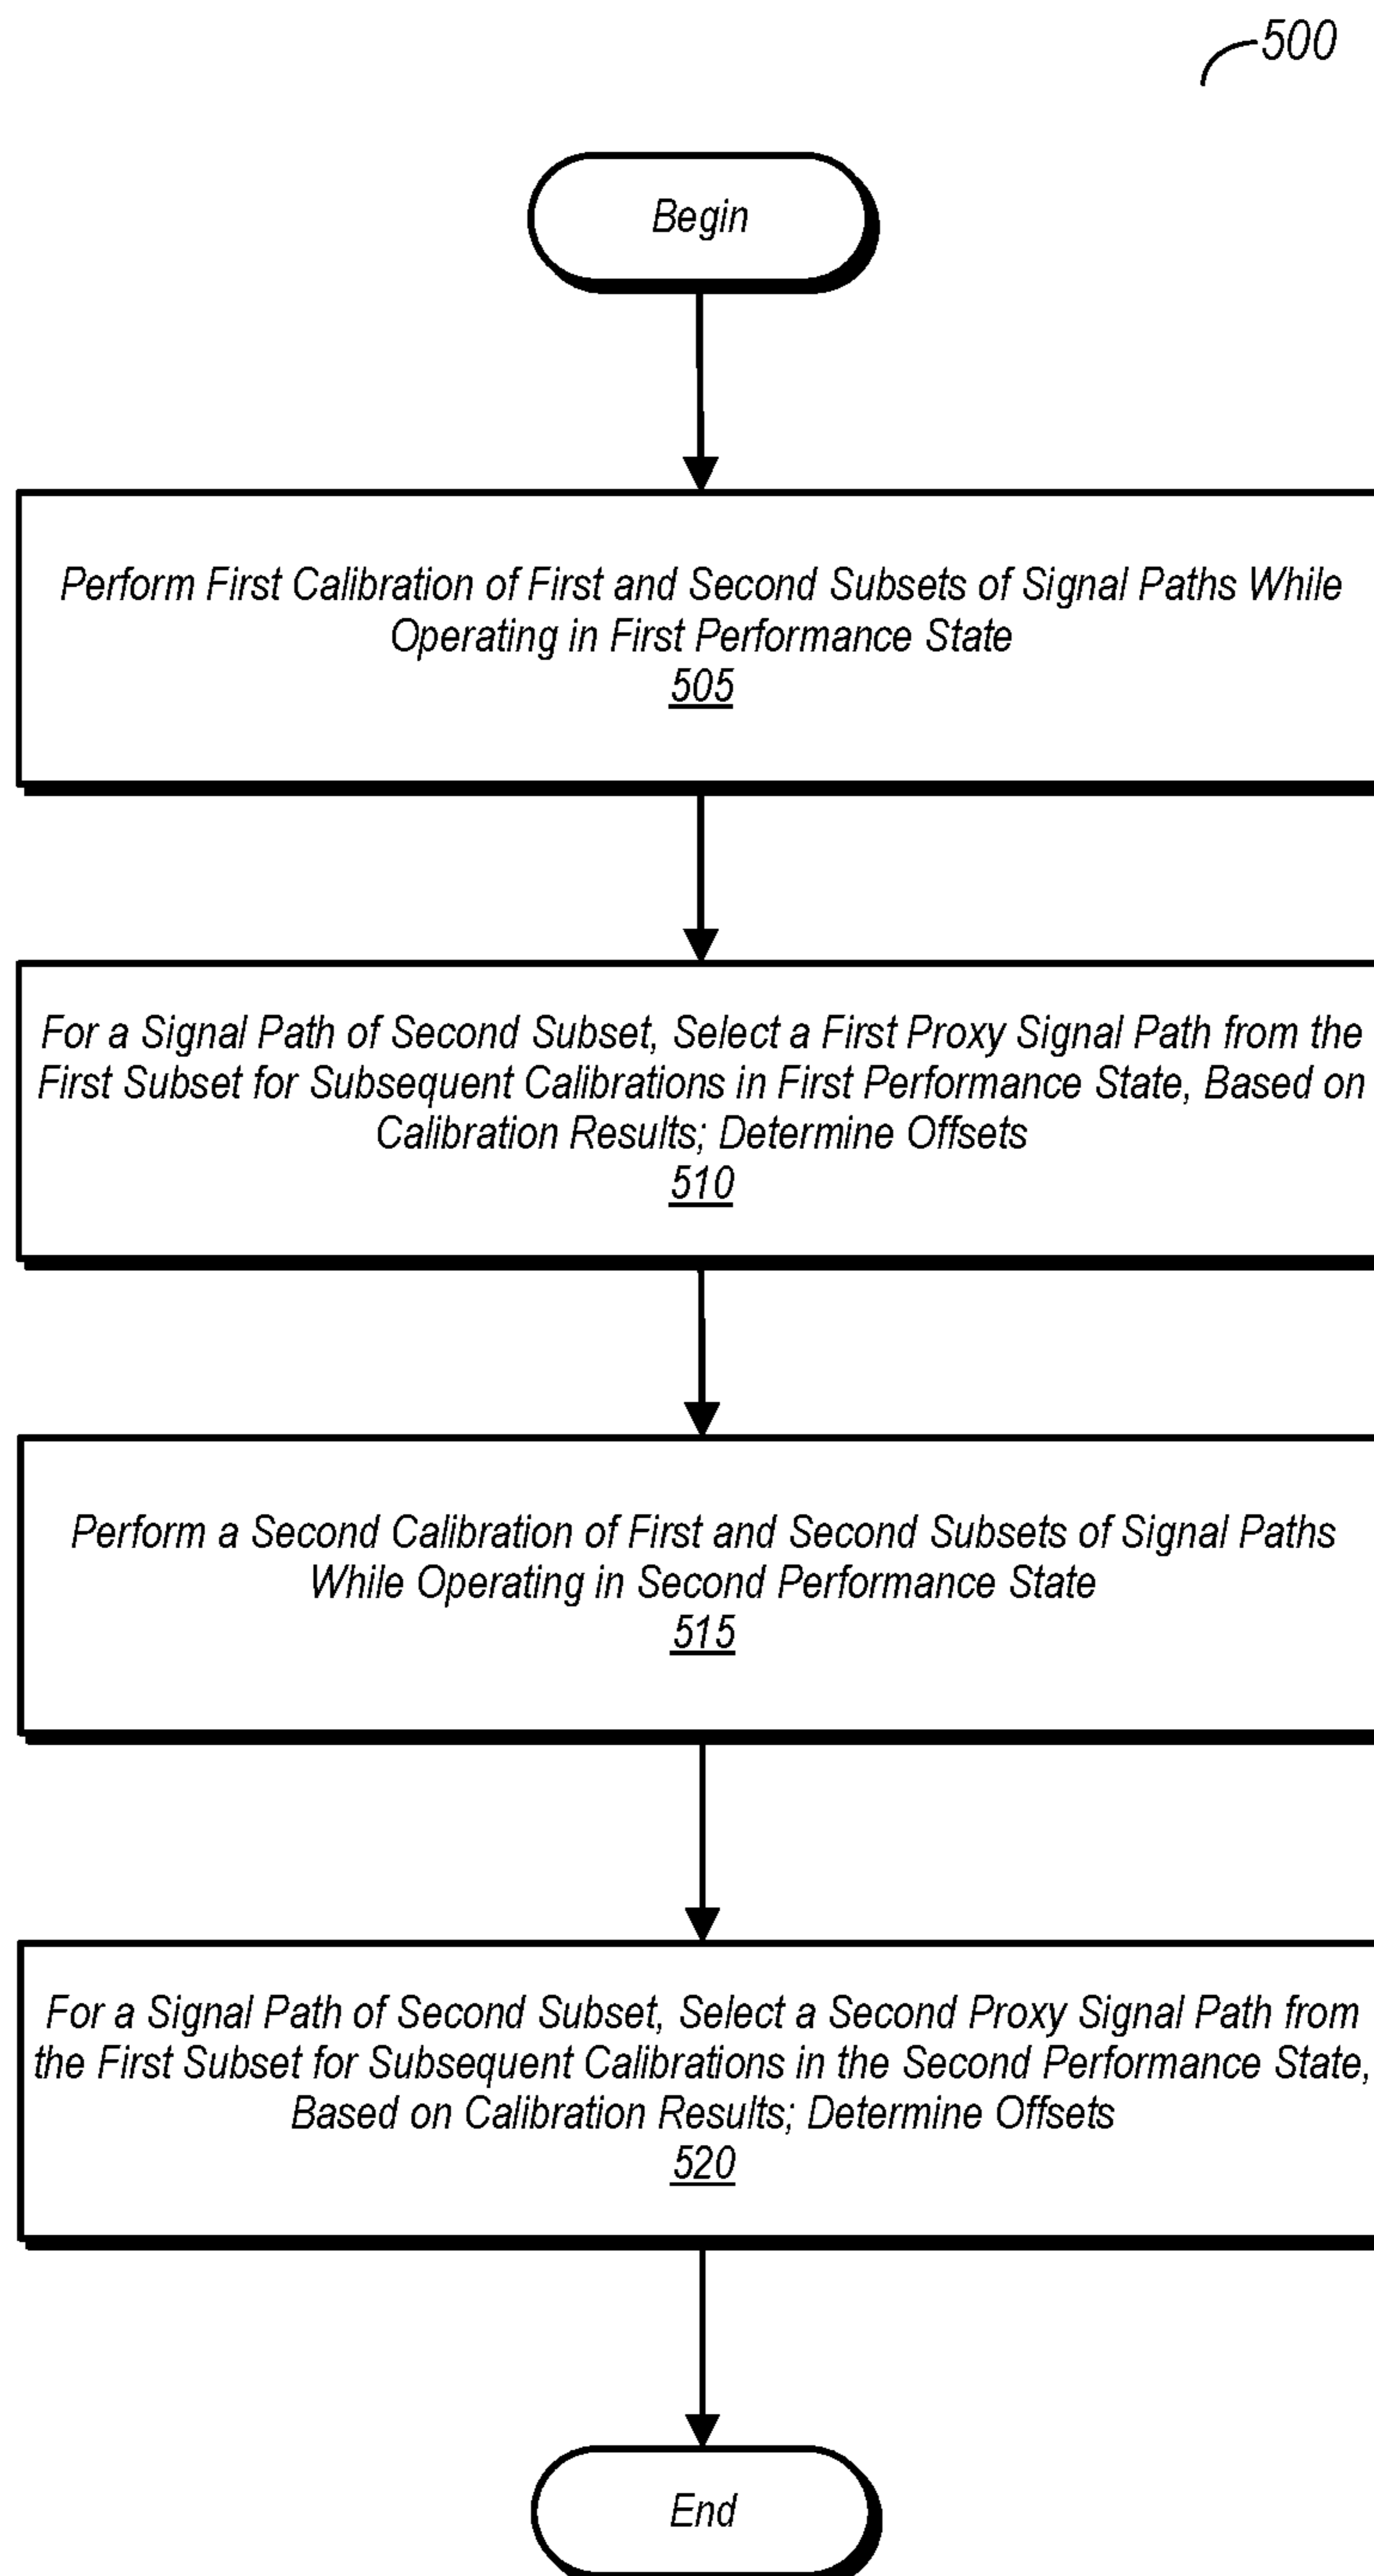 500
Begin
Perform First Calibration of First and Second Subsets of Signal Paths While
Operating in First Performance State
505
For a Signal Path of Second Subset, Select a First Proxy Signal Path from the
First Subset for Subsequent Calibrations in First Performance State, Based on
Calibration Results; Determine Offsets
510
Perform a Second Calibration of First and Second Subsets of Signal Paths
While Operating in Second Performance State
515
For a Signal Path of Second Subset, Select a Second Proxy Signal Path from
the First Subset for Subsequent Calibrations in the Second Performance State,
Based on Calibration Results; Determine Offsets
520
End